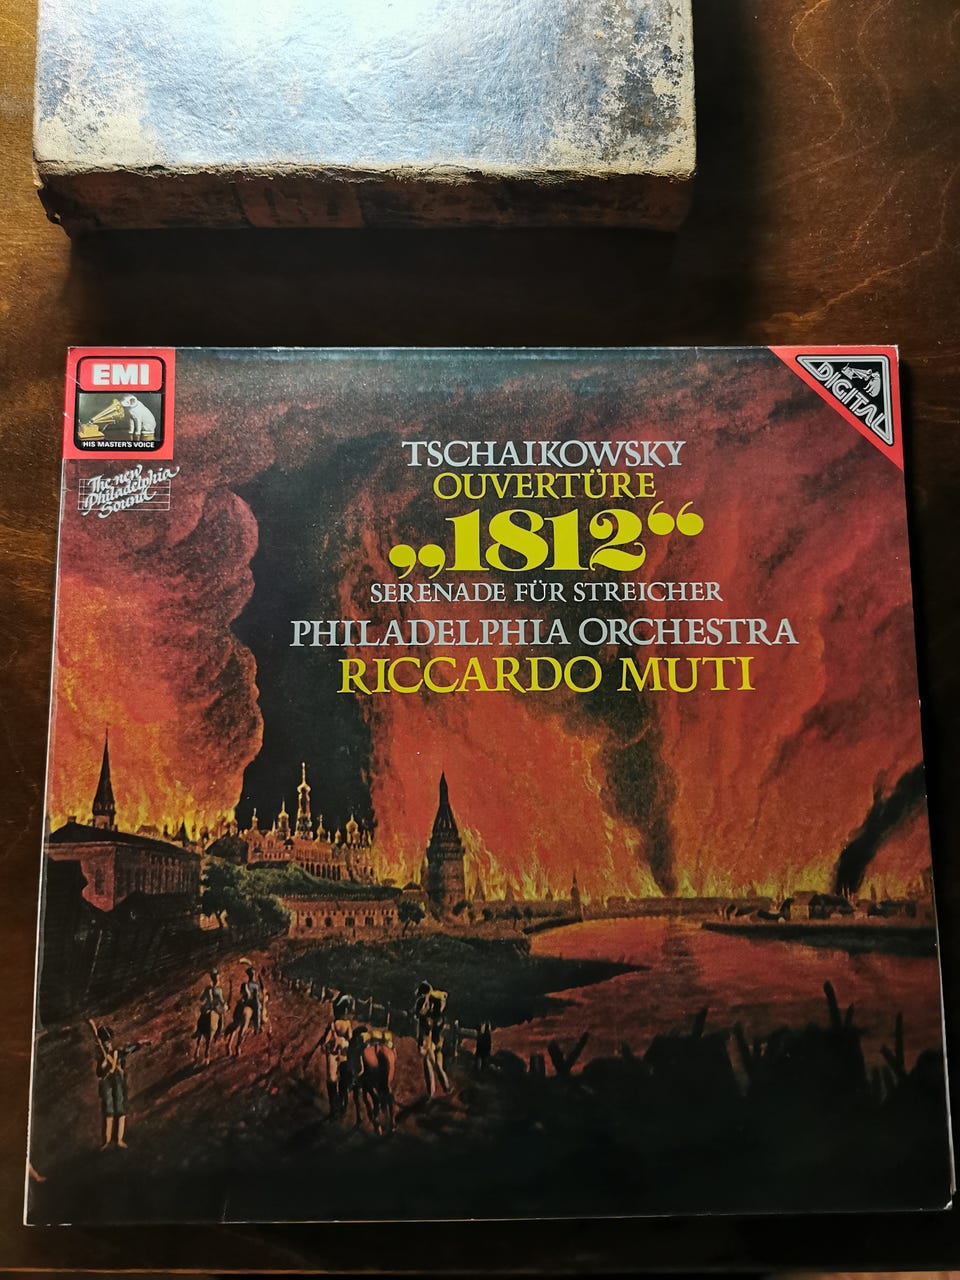 EMI
HIS MASTER'S VOICE
The new
Philadelphia
Sound
DIGITAL
TSCHAIKOWSKY
OUVERTÜRE
„1812“
SERENADE FÜR STREICHER
PHILADELPHIA ORCHESTRA
RICCARDO MUTI